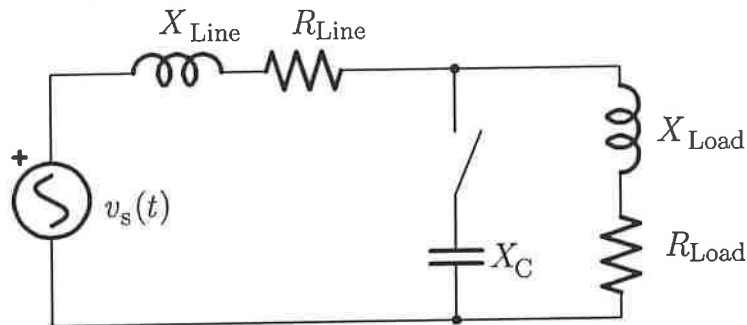 X_Line R_Line
X_Load
+
v_s(t)
X_C
R_Load